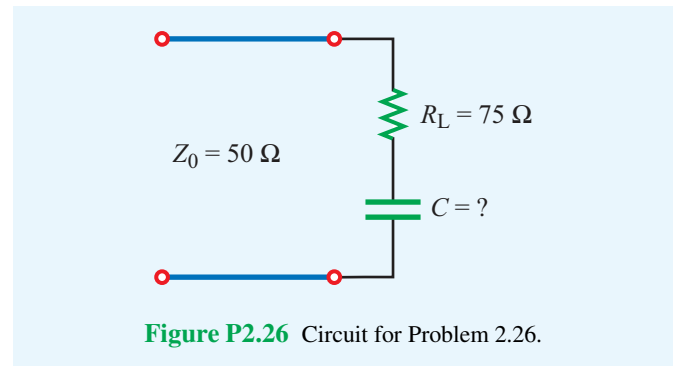 R_L = 75 Ω
Z_0 = 50 Ω
C = ?
Figure P2.26 Circuit for Problem 2.26.